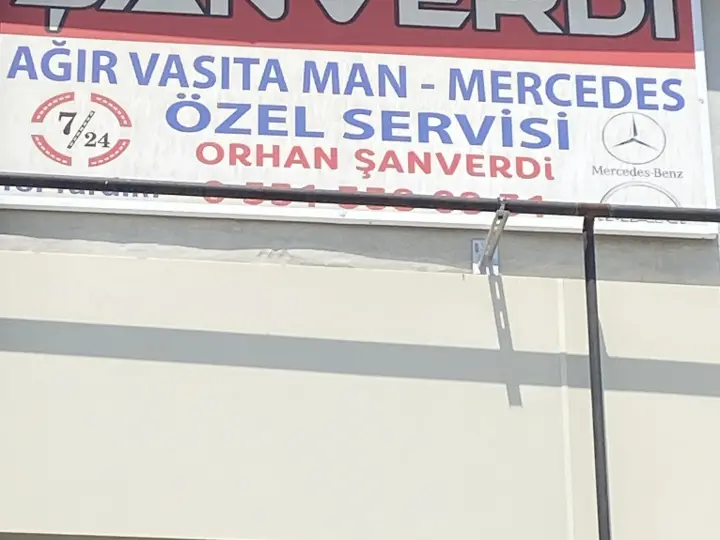 ŞANVERDİ
AĞIR VASITA MAN - MERCEDES
ÖZEL SERVİSİ
7/24
ORHAN ŞANVERDİ
Mercedes-Benz